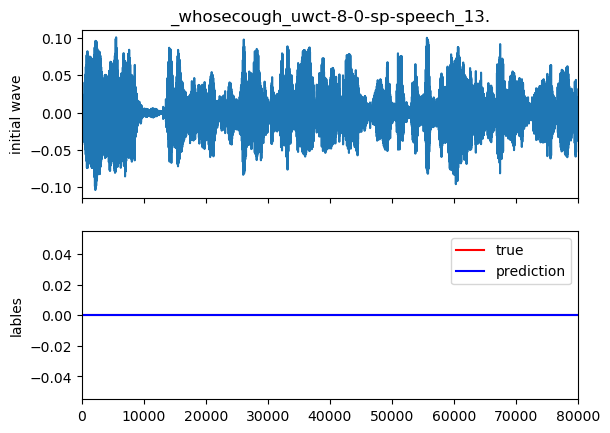 _whosecough_uwct-8-0-sp-speech_13.
initial wave
0.10
0.05
0.00
−0.05
−0.10
lables
0.04
0.02
0.00
−0.02
−0.04
true
prediction
0 10000 20000 30000 40000 50000 60000 70000 80000